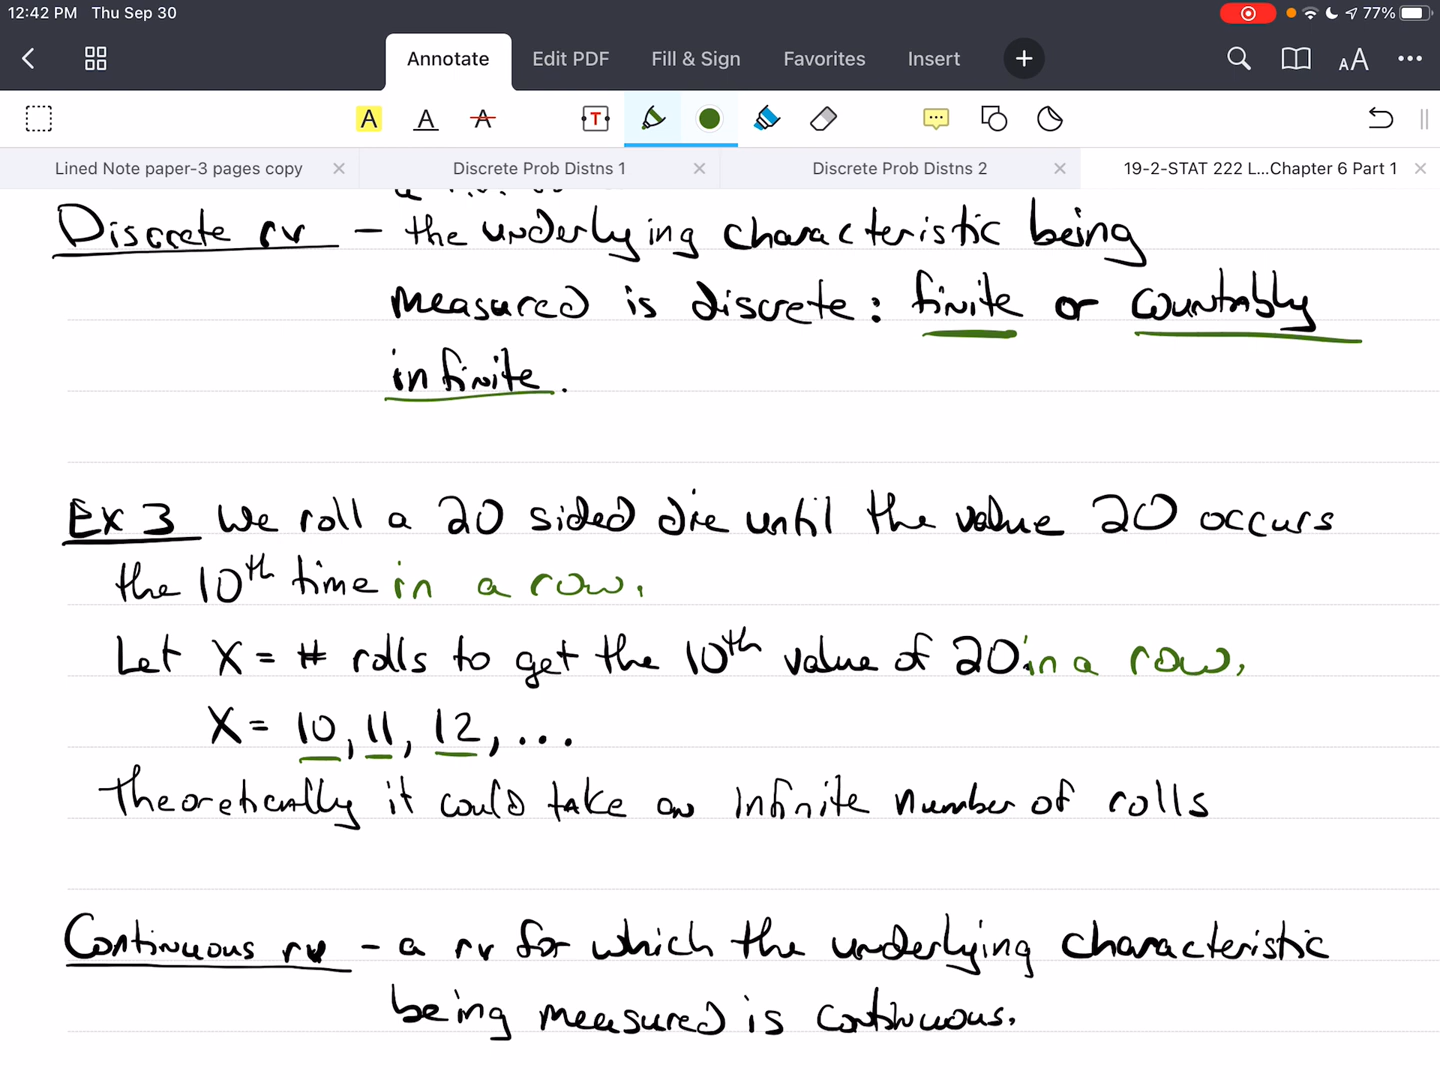 12:42 PM Thu Sep 30
77%
Annotate Edit PDF Fill & Sign Favorites Insert
Lined Note paper-3 pages copy Discrete Prob Distns 1 Discrete Prob Distns 2 19-2-STAT 222 L...Chapter 6 Part 1
Discrete rv – the underlying characteristic being
measured is discrete: finite or countably
infinite.
Ex 3 We roll a 20 sided die until the value 20 occurs
the 10th time in a row.
Let X = # rolls to get the 10th value of 20 in a row.
X = 10, 11, 12, ...
Theoretically it could take an infinite number of rolls
Continuous rv – a rv for which the underlying characteristic
being measured is continuous.